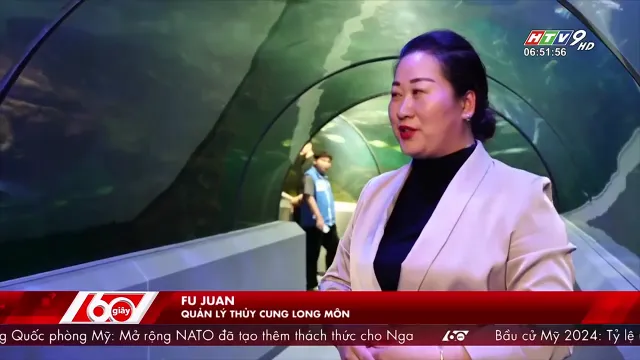 HTV9 HD
06:51:56
FU JUAN
60 giây
QUẢN LÝ THỦY CUNG LONG MÔN
g Quốc phòng Mỹ: Mở rộng NATO đã tạo thêm thách thức cho Nga 60 Bầu cử Mỹ 2024: Tỷ lệ